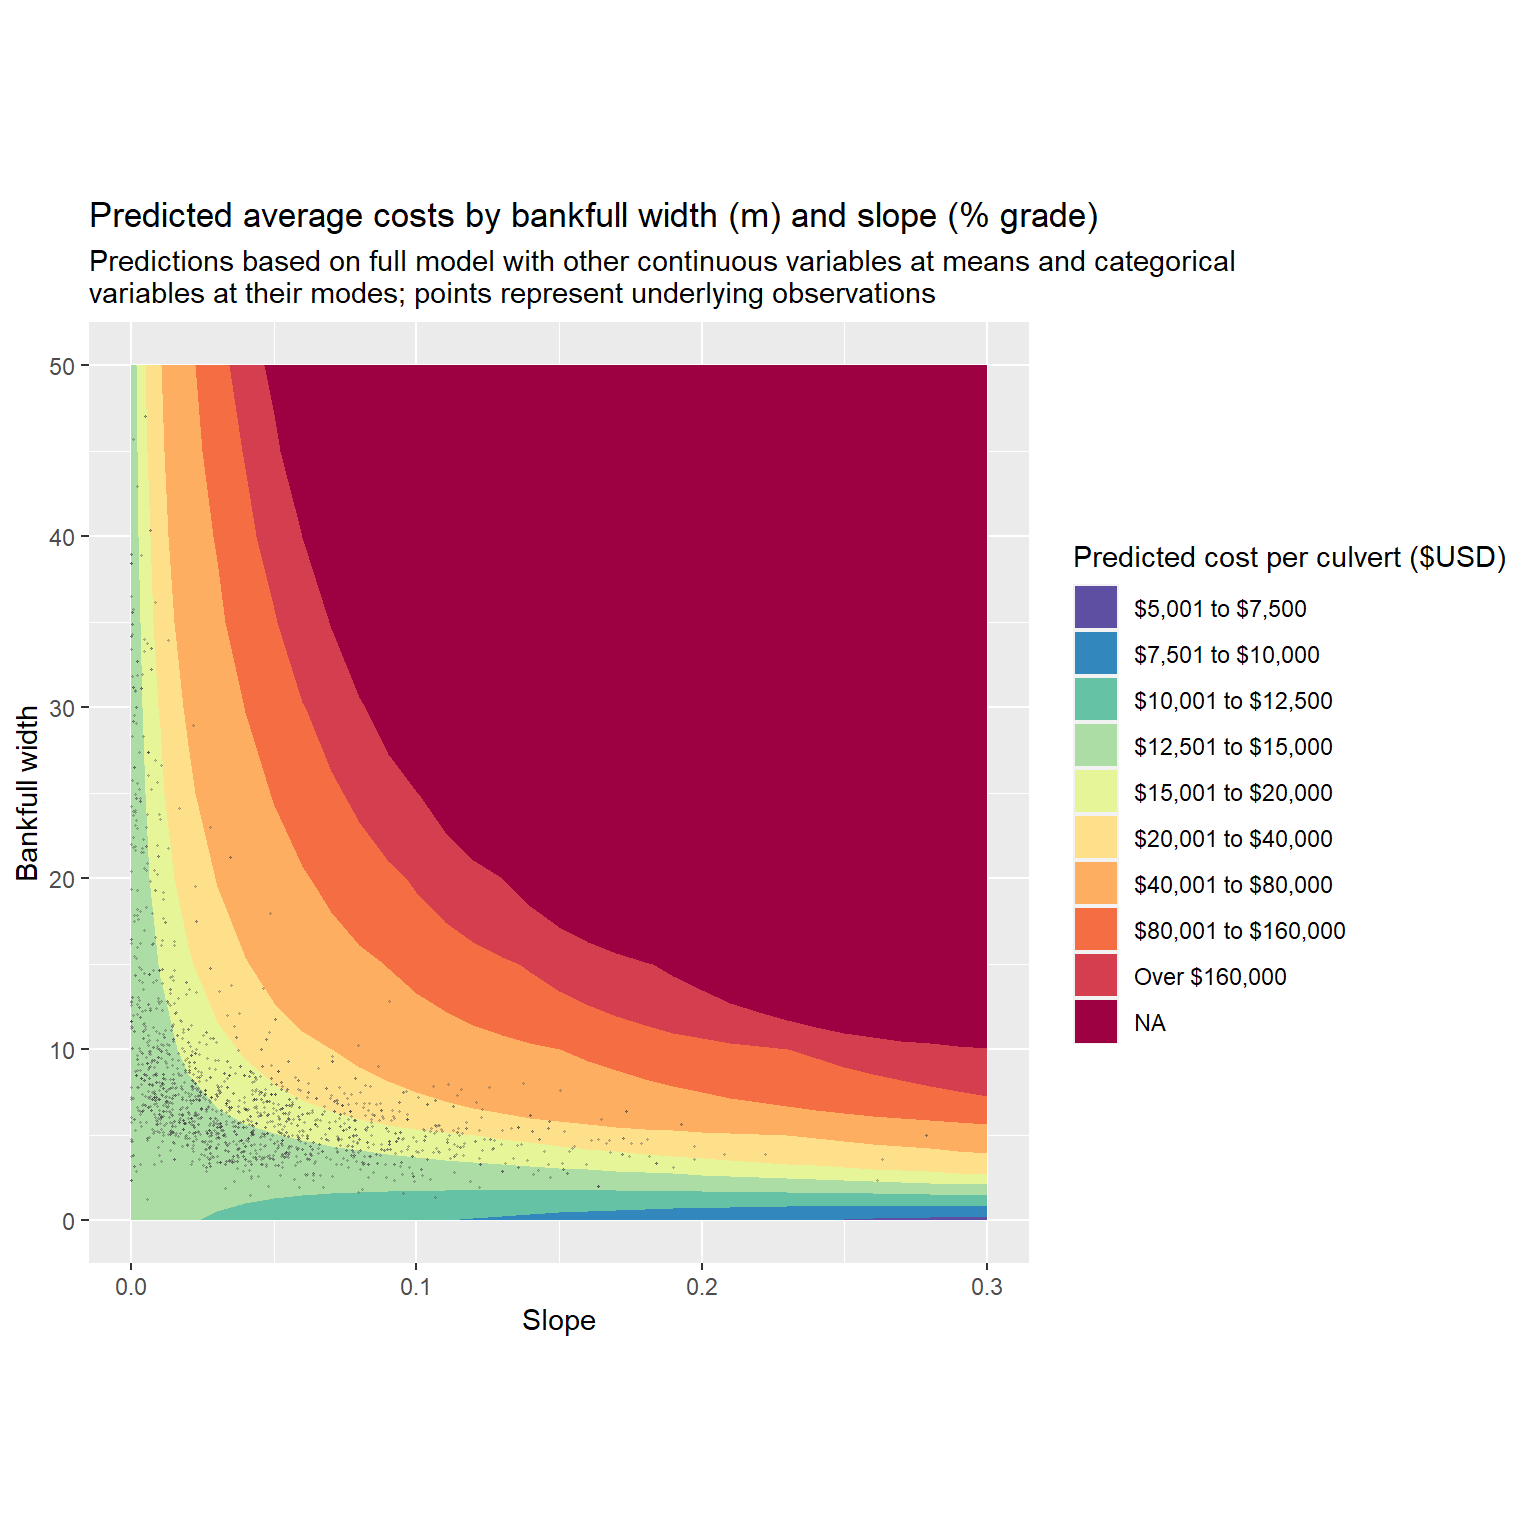 Predicted average costs by bankfull width (m) and slope (% grade)
Predictions based on full model with other continuous variables at means and categorical
variables at their modes; points represent underlying observations
50
40
30
20
10
0
Bankfull width
0.0
0.1
0.2
0.3
Slope
Predicted cost per culvert ($USD)
$5,001 to $7,500
$7,501 to $10,000
$10,001 to $12,500
$12,501 to $15,000
$15,001 to $20,000
$20,001 to $40,000
$40,001 to $80,000
$80,001 to $160,000
Over $160,000
NA